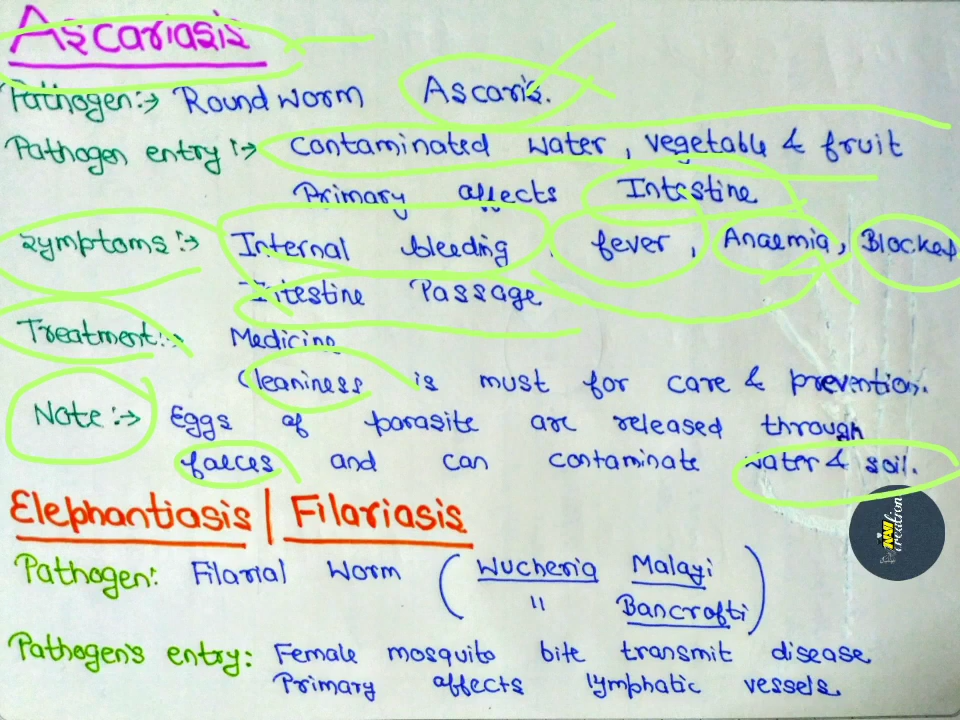 Ascariasis
Pathogen:→ Round worm Ascaris.
Pathogen entry:→ contaminated water, vegetable & fruit
Primary affects Intestine
Symptoms:→ Internal bleeding, fever, Anaemia, Blocked
Intestine Passage
Treatment:→ Medicine
Cleaniness is must for care & prevention.
Note:→ Eggs of parasite are released through
faeces and can contaminate water & soil.
Elephantiasis / Filariasis
Pathogen: Filarial worm ( Wucheria Malayi
" Bancrofti )
Pathogen's entry: Female mosquito bite transmit disease
Primary affects lymphatic vessels.
creation